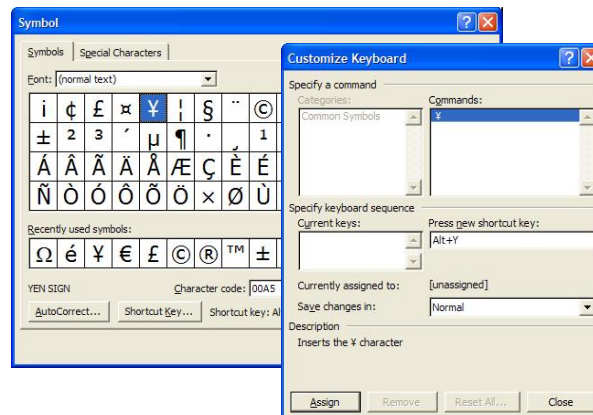 Symbol
Symbols
Special Characters
Font: (normal text)
¡ ¢ £ ¤ ¥ ¦ § ¨ ©
± ² ³ ´ µ ¶ · ¸ ¹
Á Â Ã Ä Å Æ Ç È É
Ñ Ò Ó Ô Õ Ö × Ø Ù
Recently used symbols:
Ω é ¥ € £ © ® ™ ±
YEN SIGN
Character code: 00A5
AutoCorrect...
Shortcut Key...
Shortcut key: Al
Customize Keyboard
Specify a command
Categories:
Commands:
Common Symbols
¥
Specify keyboard sequence
Current keys:
Press new shortcut key:
Alt+Y
Currently assigned to:
[unassigned]
Save changes in:
Normal
Description
Inserts the ¥ character
Assign
Remove
Reset All...
Close